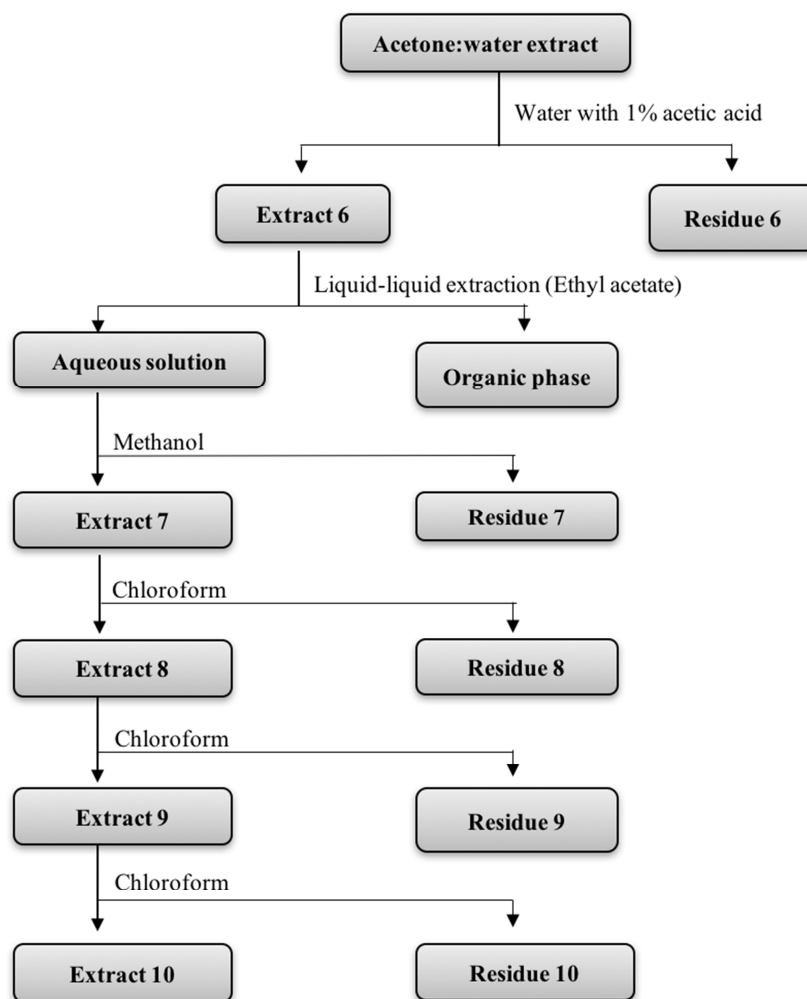 Acetone:water extract
Water with 1% acetic acid
Extract 6
Residue 6
Liquid-liquid extraction (Ethyl acetate)
Aqueous solution
Organic phase
Methanol
Extract 7
Residue 7
Chloroform
Extract 8
Residue 8
Chloroform
Extract 9
Residue 9
Chloroform
Extract 10
Residue 10